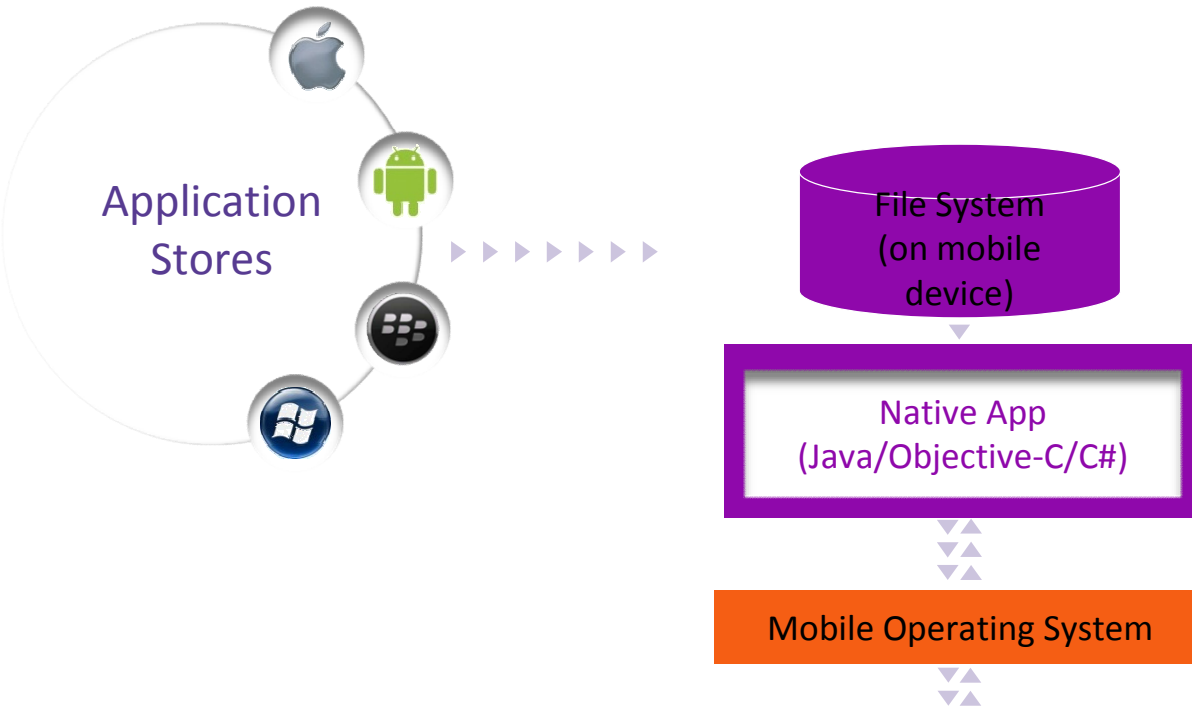 Application
Stores
File System
(on mobile
device)
Native App
(Java/Objective-C/C#)
Mobile Operating System